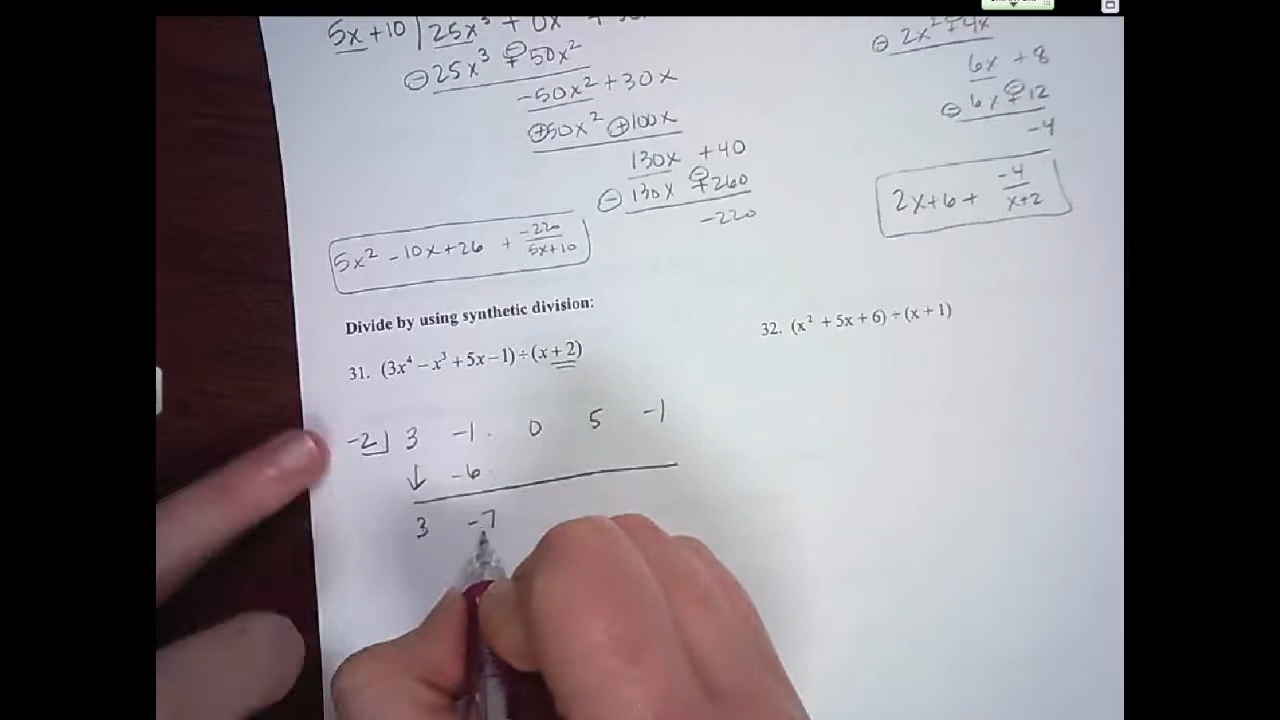 5x + 10 | 25x³ + 0x
⊖ 25x³ ∓ 50x²
-50x² + 30x
⊕50x² ⊕100x
130x + 40
⊖ 130x ∓ 260
-220
5x² - 10x + 26 + -220/5x+10
⊖ 2x² ∓ 4x
6x + 8
⊖ 6x ∓ 12
-4
2x + 6 + -4/x+2
Divide by using synthetic division:
31. (3x⁴ − x³ + 5x − 1) ÷ (x + 2)
-2 | 3 -1 0 5 -1
↓ -6
3 -7
32. (x² + 5x + 6) ÷ (x + 1)